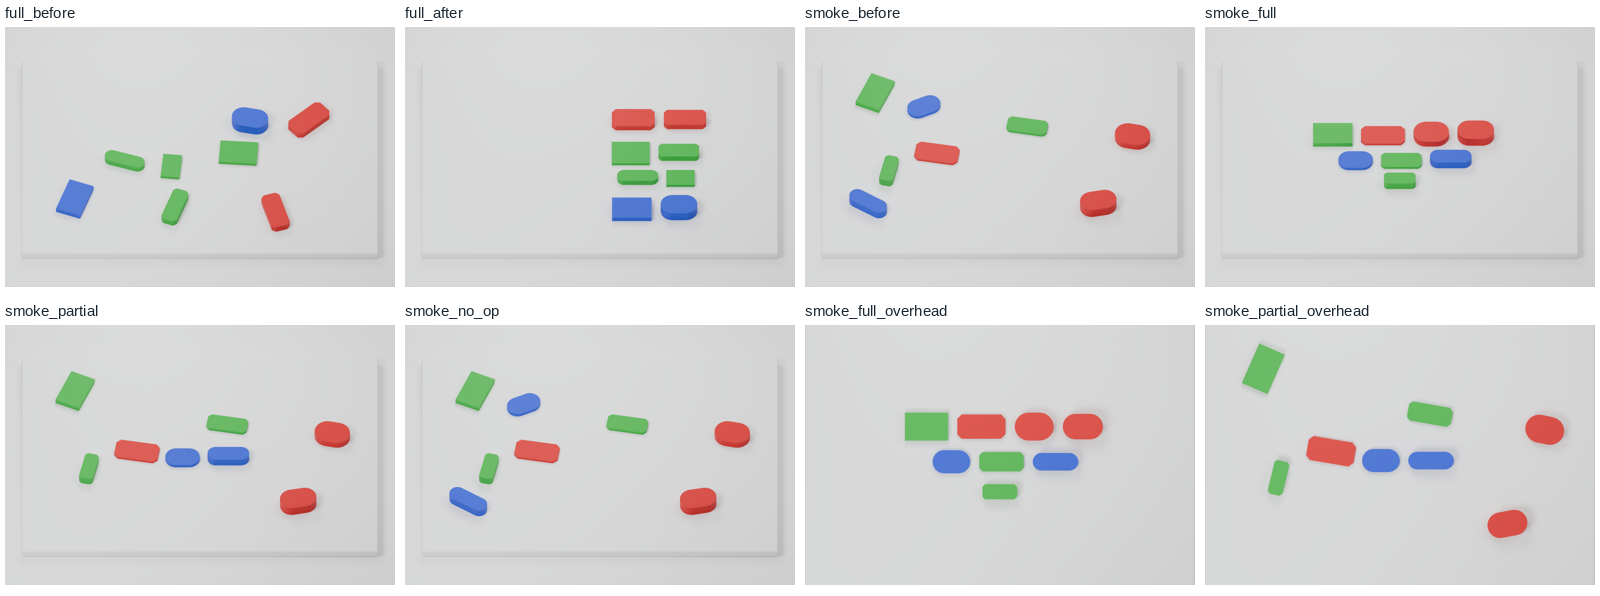 full_before
full_after
smoke_before
smoke_full
smoke_partial
smoke_no_op
smoke_full_overhead
smoke_partial_overhead